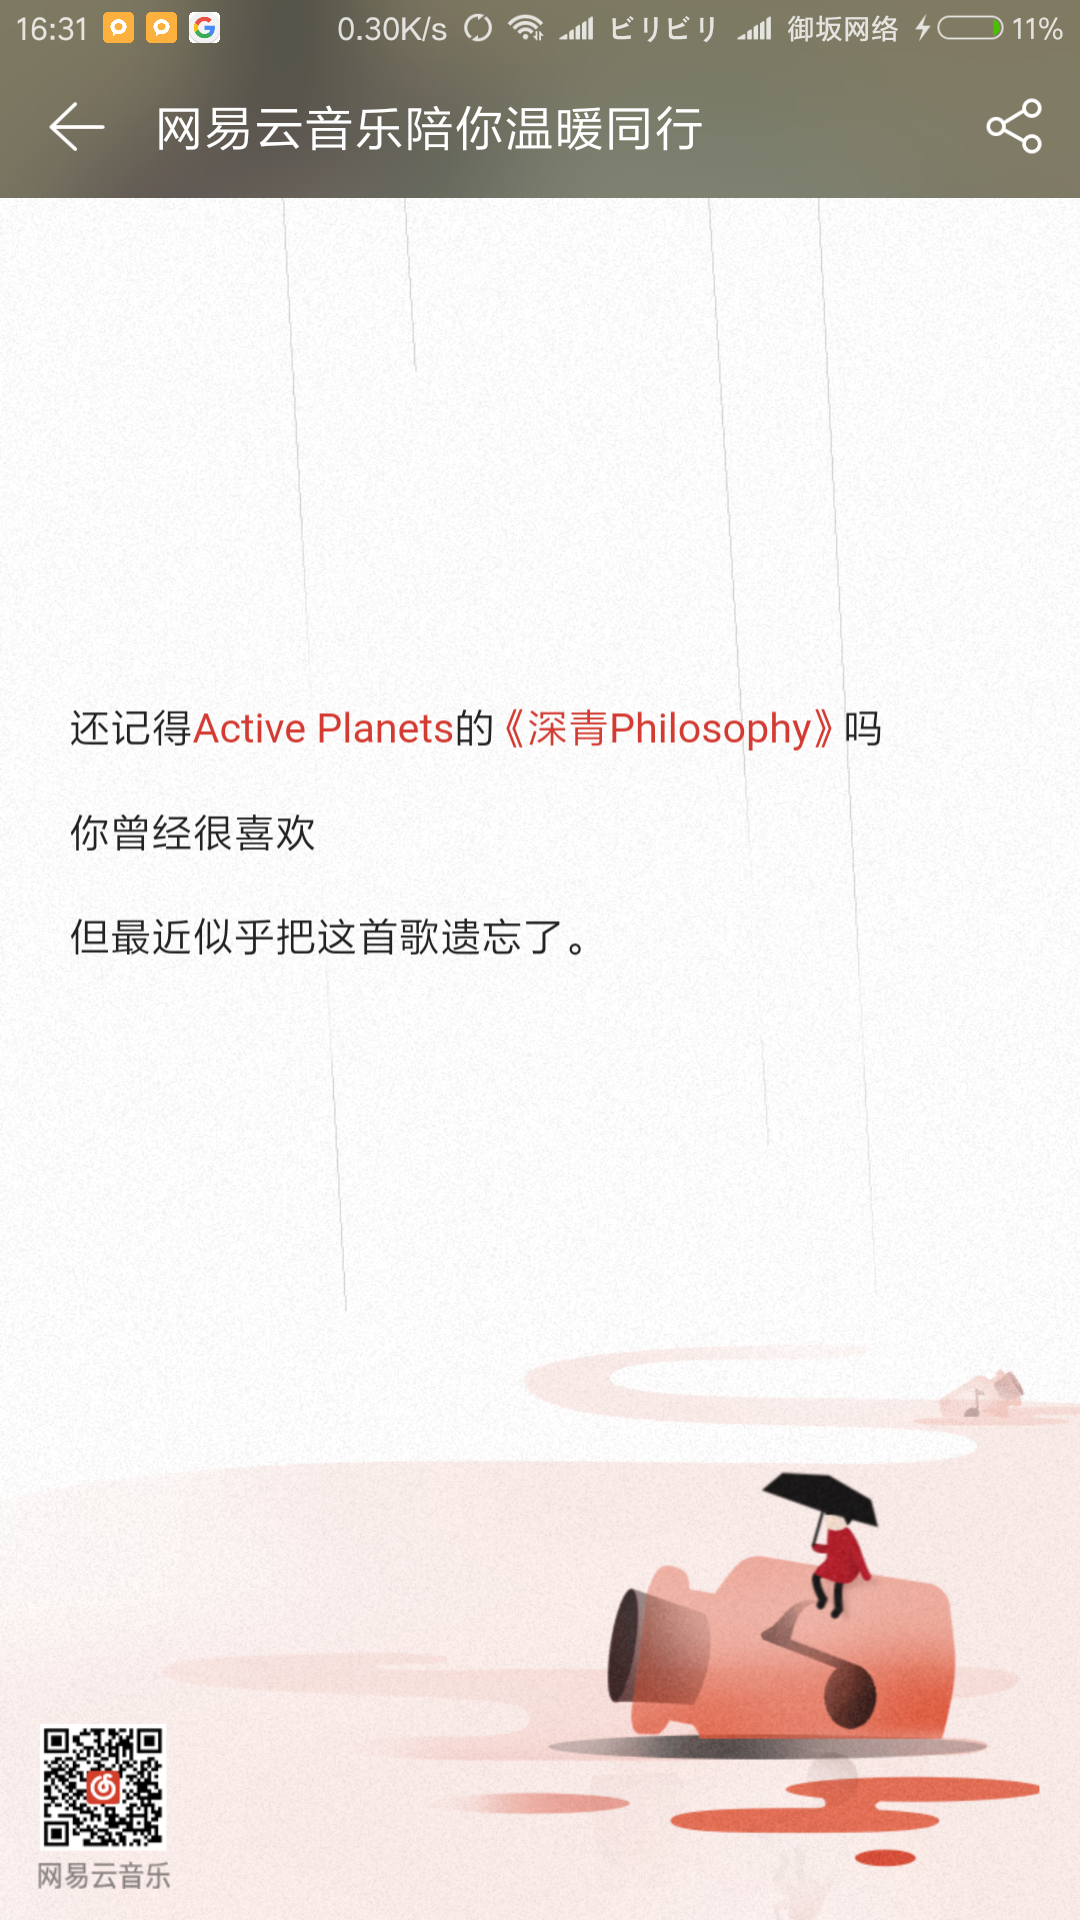 16:31 0.30K/s ビリビリ 御坂网络 11%
网易云音乐陪你温暖同行
还记得Active Planets的《深青Philosophy》吗
你曾经很喜欢
但最近似乎把这首歌遗忘了。
网易云音乐